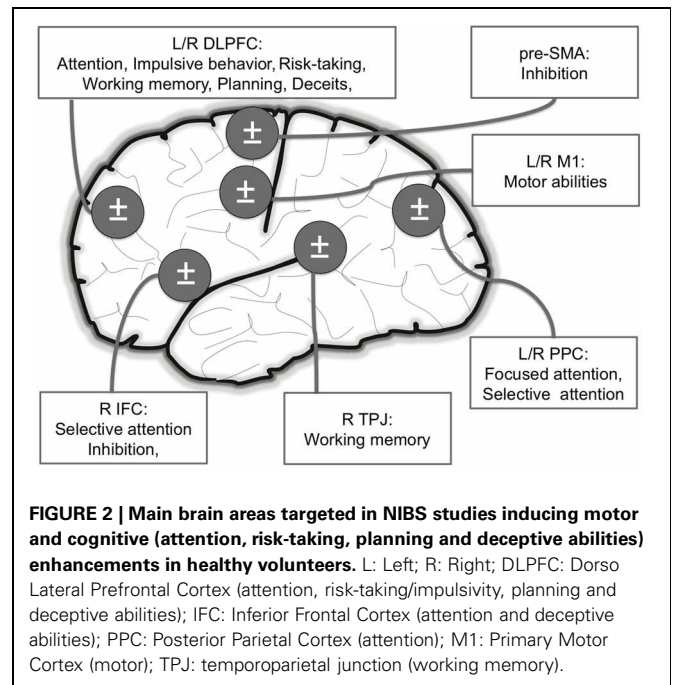 L/R DLPFC:
Attention, Impulsive behavior, Risk-taking,
Working memory, Planning, Deceits,
pre-SMA:
Inhibition
L/R M1:
Motor abilities
±
±
±
±
±
±
L/R PPC:
Focused attention,
Selective attention
R IFC:
Selective attention
Inhibition,
R TPJ:
Working memory
FIGURE 2 | Main brain areas targeted in NIBS studies inducing motor
and cognitive (attention, risk-taking, planning and deceptive abilities)
enhancements in healthy volunteers. L: Left; R: Right; DLPFC: Dorso
Lateral Prefrontal Cortex (attention, risk-taking/impulsivity, planning and
deceptive abilities); IFC: Inferior Frontal Cortex (attention and deceptive
abilities); PPC: Posterior Parietal Cortex (attention); M1: Primary Motor
Cortex (motor); TPJ: temporoparietal junction (working memory).